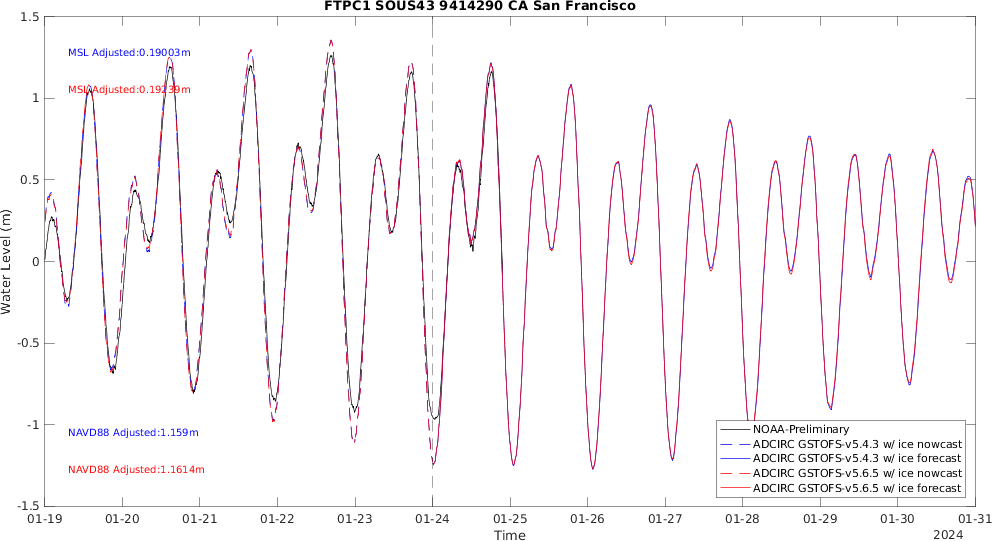 FTPC1 SOUS43 9414290 CA San Francisco
1.5
MSL Adjusted:0.19003m
1
MSL Adjusted:0.19239m
0.5
0
-0.5
-1
-1.5
Water Level (m)
NAVD88 Adjusted:1.159m
NAVD88 Adjusted:1.1614m
NOAA-Preliminary
ADCIRC GSTOFS-v5.4.3 w/ ice nowcast
ADCIRC GSTOFS-v5.4.3 w/ ice forecast
ADCIRC GSTOFS-v5.6.5 w/ ice nowcast
ADCIRC GSTOFS-v5.6.5 w/ ice forecast
01-19 01-20 01-21 01-22 01-23 01-24 01-25 01-26 01-27 01-28 01-29 01-30 01-31
Time
2024